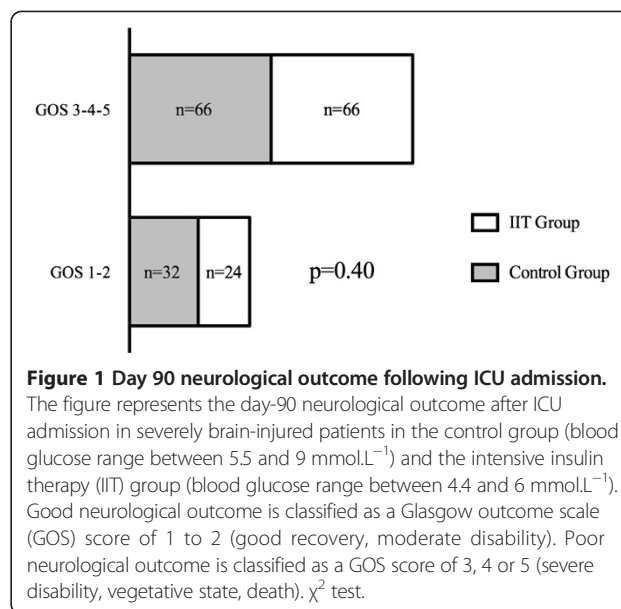 GOS 3-4-5
n=66
n=66
IIT Group
GOS 1-2
n=32
n=24
p=0.40
Control Group
Figure 1 Day 90 neurological outcome following ICU admission.
The figure represents the day-90 neurological outcome after ICU
admission in severely brain-injured patients in the control group (blood
glucose range between 5.5 and 9 mmol.L⁻¹) and the intensive insulin
therapy (IIT) group (blood glucose range between 4.4 and 6 mmol.L⁻¹).
Good neurological outcome is classified as a Glasgow outcome scale
(GOS) score of 1 to 2 (good recovery, moderate disability). Poor
neurological outcome is classified as a GOS score of 3, 4 or 5 (severe
disability, vegetative state, death). χ² test.